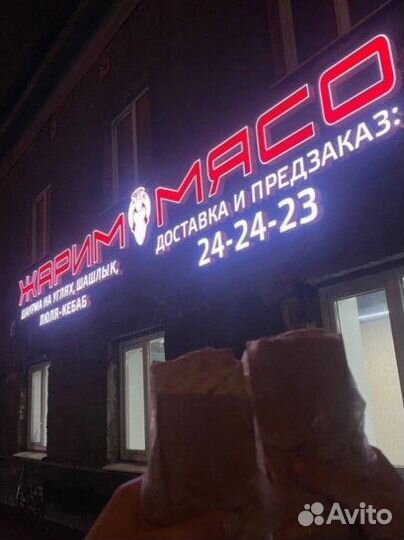 ЖАРИМ МЯСО
ШАУРМА НА УГЛЯХ, ШАШЛЫК,
ЛЮЛЯ-КЕБАБ
ДОСТАВКА И ПРЕДЗАКАЗ:
24-24-23
Avito